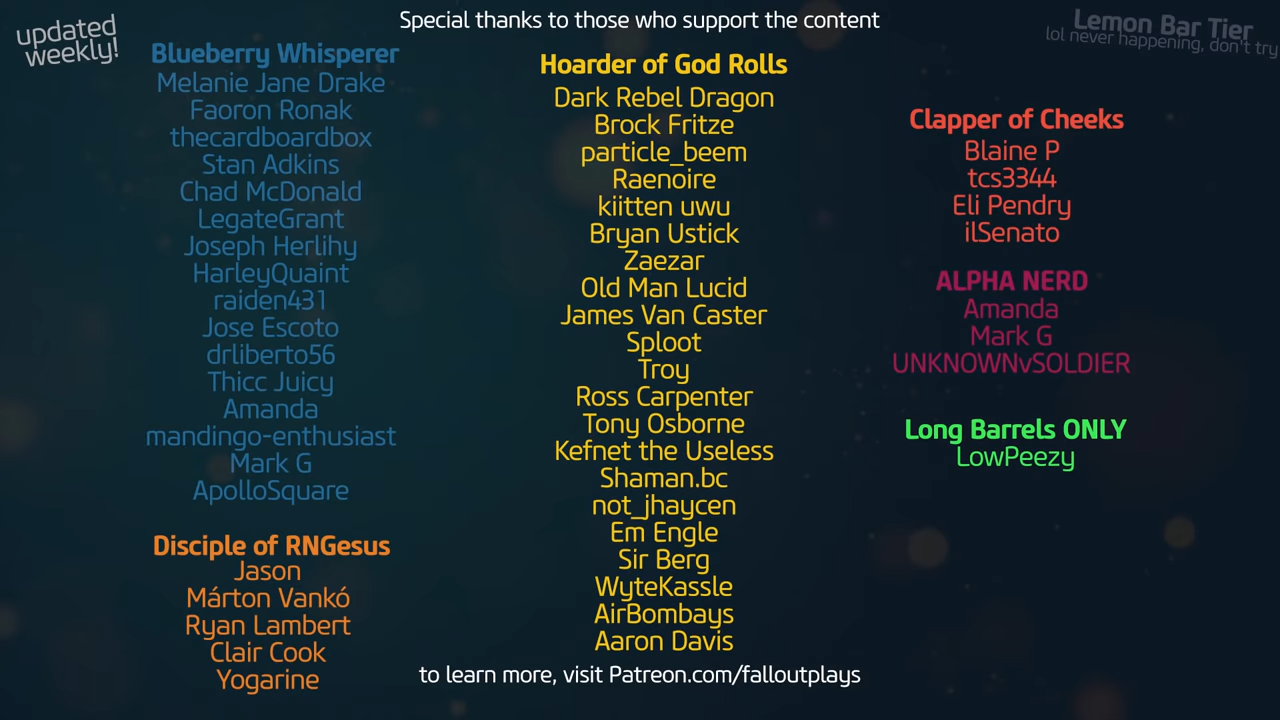 updated
weekly!
Special thanks to those who support the content
Lemon Bar Tier
lol never happening, don't try
Blueberry Whisperer
Melanie Jane Drake
Faoron Ronak
thecardboardbox
Stan Adkins
Chad McDonald
LegateGrant
Joseph Herlihy
HarleyQuaint
raiden431
Jose Escoto
drliberto56
Thicc Juicy
Amanda
mandingo-enthusiast
Mark G
ApolloSquare
Disciple of RNGesus
Jason
Márton Vankó
Ryan Lambert
Clair Cook
Yogarine
Hoarder of God Rolls
Dark Rebel Dragon
Brock Fritze
particle_beem
Raenoire
kiitten uwu
Bryan Ustick
Zaezar
Old Man Lucid
James Van Caster
Sploot
Troy
Ross Carpenter
Tony Osborne
Kefnet the Useless
Shaman.bc
not_jhaycen
Em Engle
Sir Berg
WyteKassle
AirBombays
Aaron Davis
Clapper of Cheeks
Blaine P
tcs3344
Eli Pendry
ilSenato
ALPHA NERD
Amanda
Mark G
UNKNOWNvSOLDIER
Long Barrels ONLY
LowPeezy
to learn more, visit Patreon.com/falloutplays